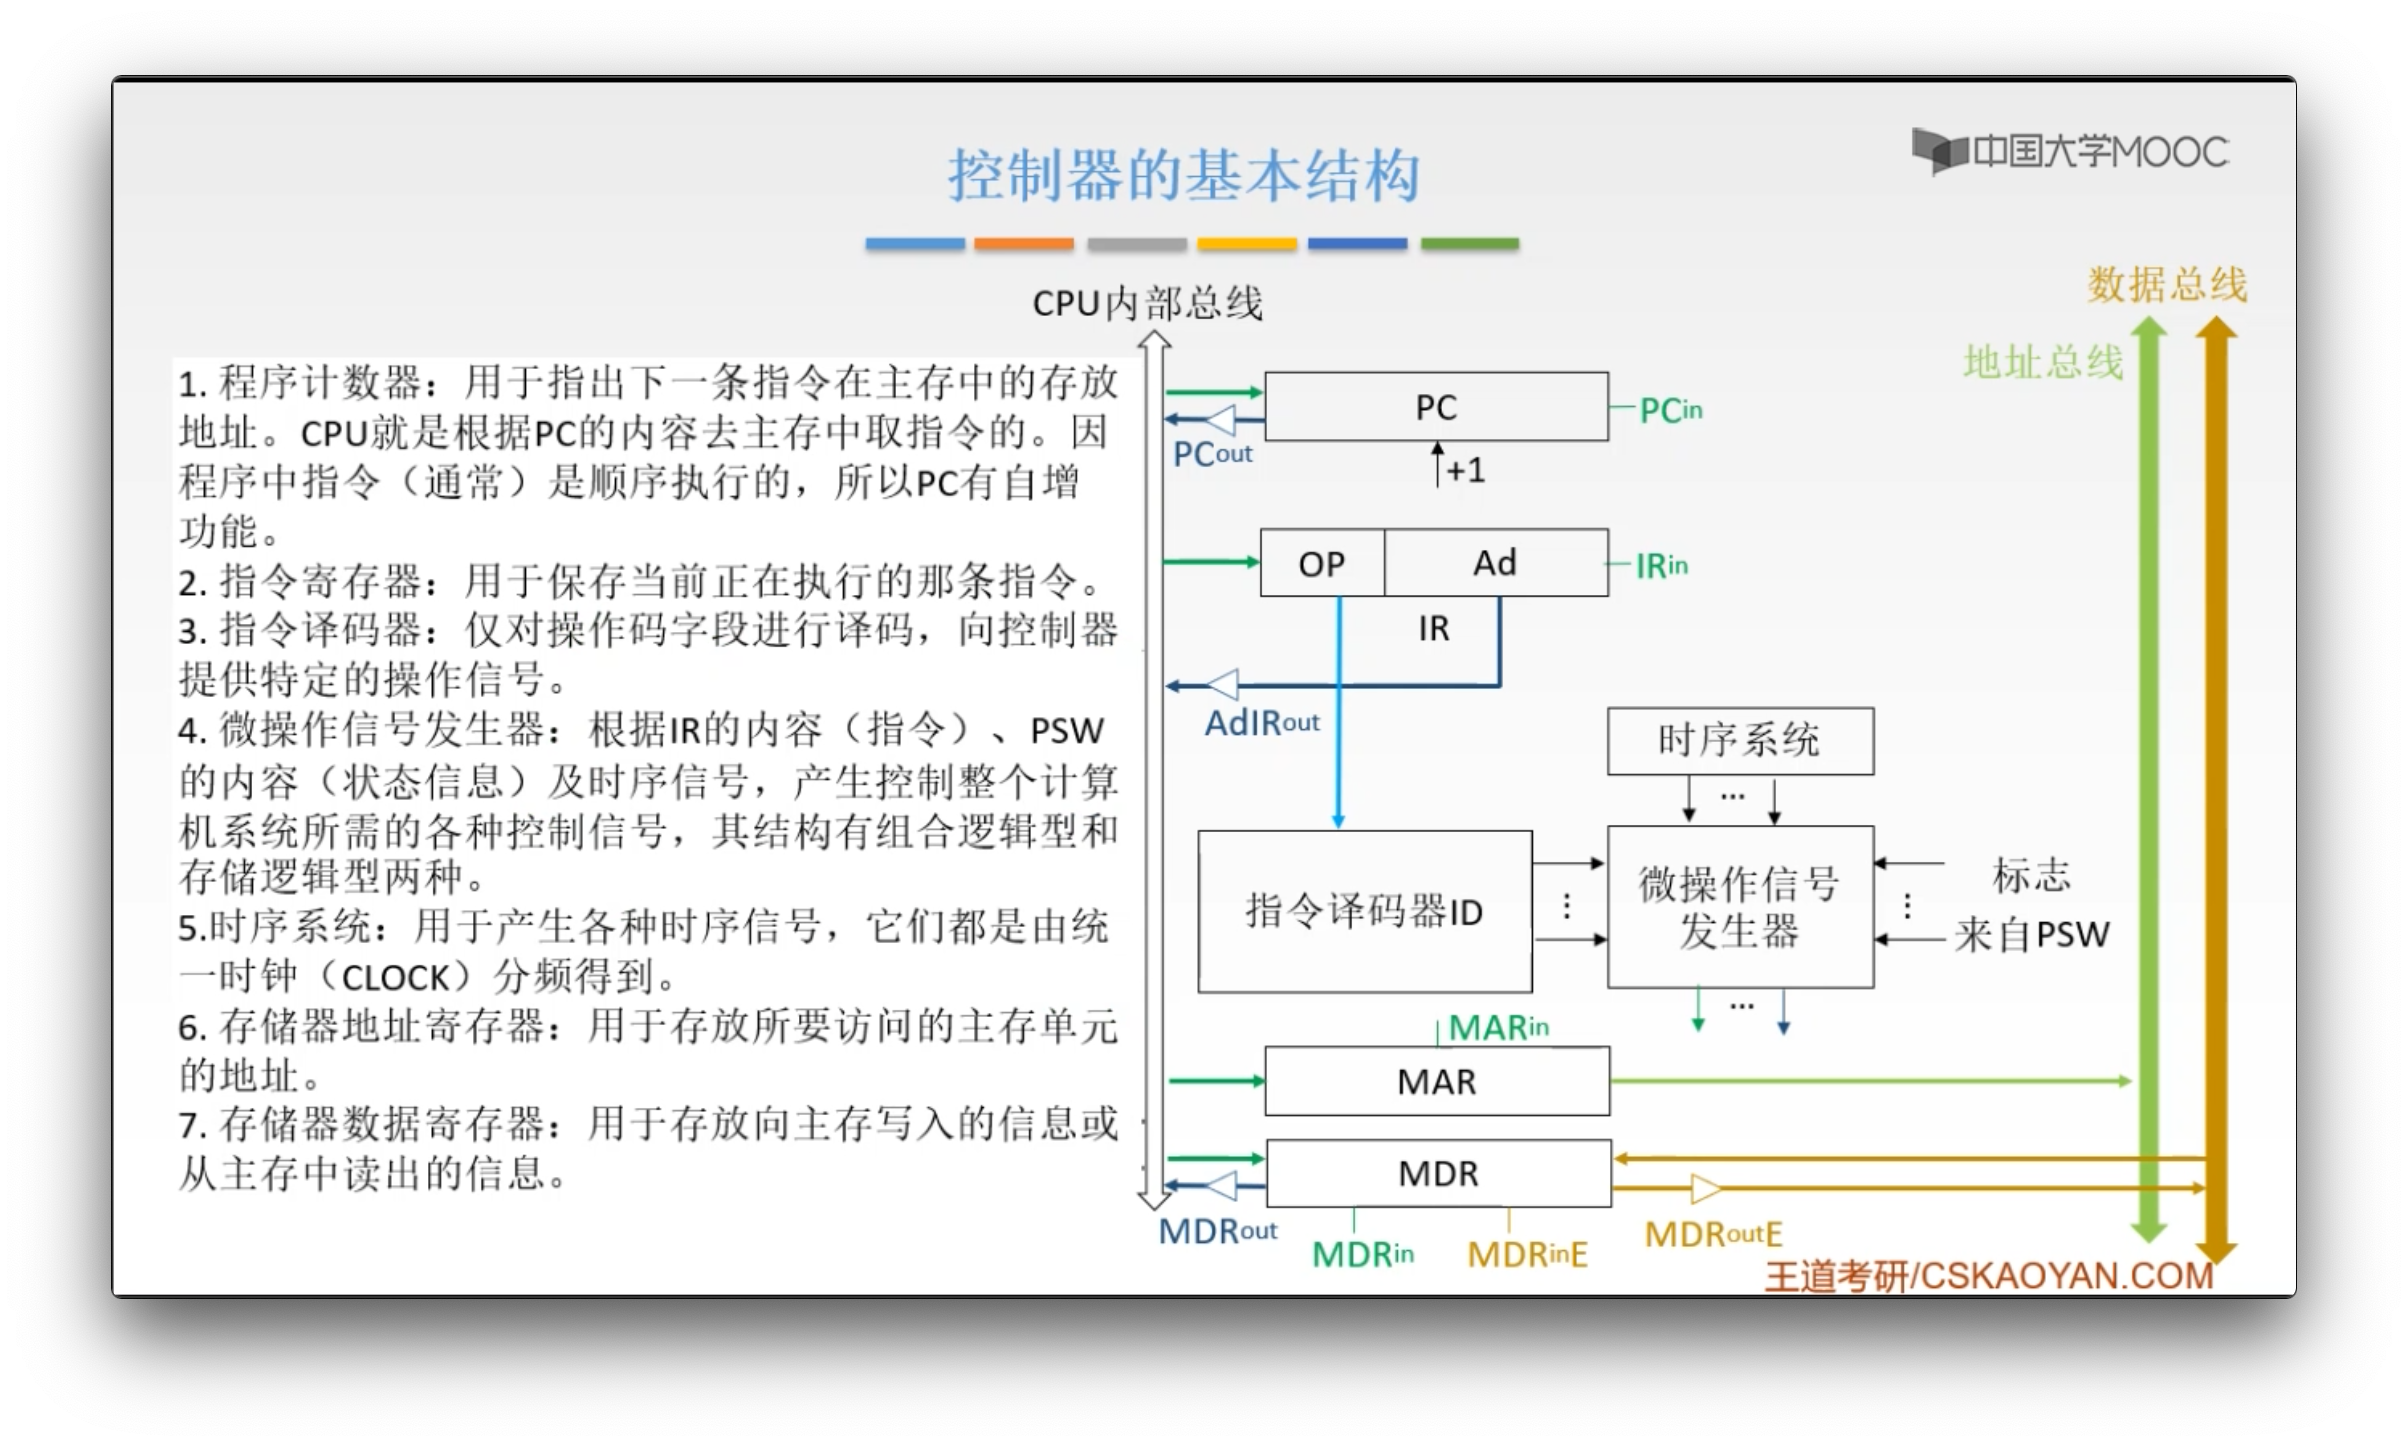 中国大学MOOC
控制器的基本结构
CPU内部总线
数据总线
地址总线
1. 程序计数器：用于指出下一条指令在主存中的存放
地址。CPU就是根据PC的内容去主存中取指令的。因
程序中指令（通常）是顺序执行的，所以PC有自增
功能。
2. 指令寄存器：用于保存当前正在执行的那条指令。
3. 指令译码器：仅对操作码字段进行译码，向控制器
提供特定的操作信号。
4. 微操作信号发生器：根据IR的内容（指令）、PSW
的内容（状态信息）及时序信号，产生控制整个计算
机系统所需的各种控制信号，其结构有组合逻辑型和
存储逻辑型两种。
5.时序系统：用于产生各种时序信号，它们都是由统
一时钟（CLOCK）分频得到。
6. 存储器地址寄存器：用于存放所要访问的主存单元
的地址。
7. 存储器数据寄存器：用于存放向主存写入的信息或
从主存中读出的信息。
PC
PCin
PCout
+1
OP
Ad
IRin
IR
AdIRout
时序系统
...
指令译码器ID
...
微操作信号
发生器
...
标志
来自PSW
...
MARin
MAR
MDR
MDRout
MDRin
MDRinE
MDRoutE
王道考研/CSKAOYAN.COM